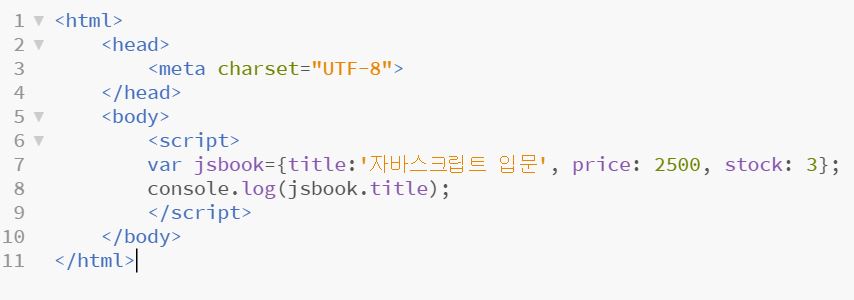 1 <html>
2 <head>
3 <meta charset="UTF-8">
4 </head>
5 <body>
6 <script>
7 var jsbook={title:'자바스크립트 입문', price: 2500, stock: 3};
8 console.log(jsbook.title);
9 </script>
10 </body>
11 </html>